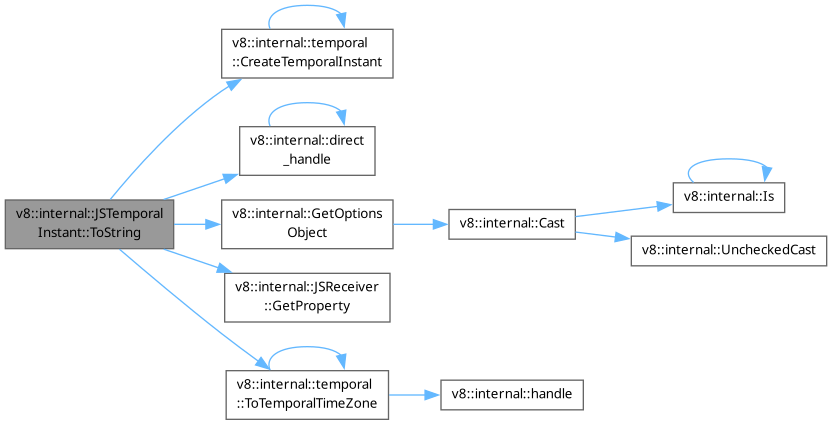 v8::internal::temporal
::CreateTemporalInstant
v8::internal::direct
_handle
v8::internal::JSTemporal
Instant::ToString
v8::internal::GetOptions
Object
v8::internal::Cast
v8::internal::Is
v8::internal::UncheckedCast
v8::internal::JSReceiver
::GetProperty
v8::internal::temporal
::ToTemporalTimeZone
v8::internal::handle